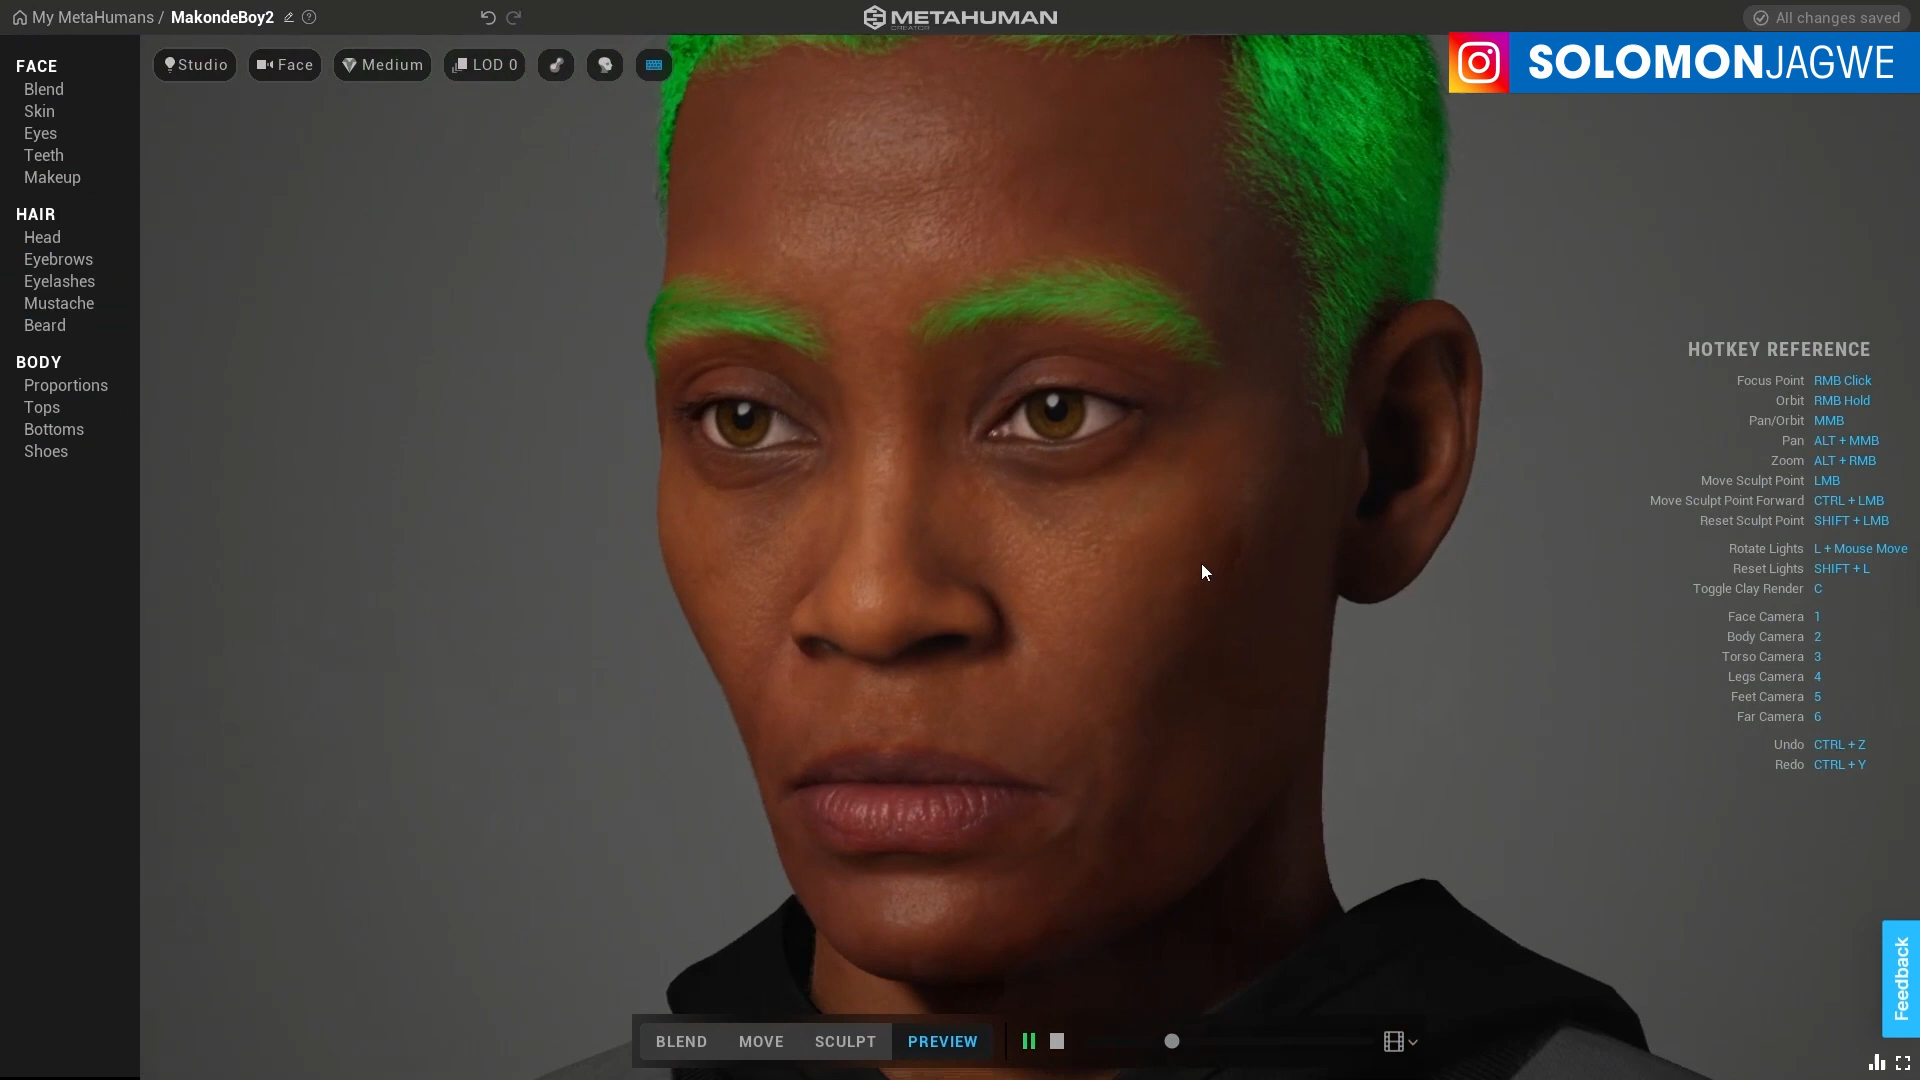 My MetaHumans / MakondeBoy2
METAHUMAN
CREATOR
All changes saved
SOLOMONJAGWE
Studio
Face
Medium
LOD 0
FACE
Blend
Skin
Eyes
Teeth
Makeup
HAIR
Head
Eyebrows
Eyelashes
Mustache
Beard
BODY
Proportions
Tops
Bottoms
Shoes
HOTKEY REFERENCE
Focus Point RMB Click
Orbit RMB Hold
Pan/Orbit MMB
Pan ALT + MMB
Zoom ALT + RMB
Move Sculpt Point LMB
Move Sculpt Point Forward CTRL + LMB
Reset Sculpt Point SHIFT + LMB
Rotate Lights L + Mouse Move
Reset Lights SHIFT + L
Toggle Clay Render C
Face Camera 1
Body Camera 2
Torso Camera 3
Legs Camera 4
Feet Camera 5
Far Camera 6
Undo CTRL + Z
Redo CTRL + Y
Feedback
BLEND
MOVE
SCULPT
PREVIEW